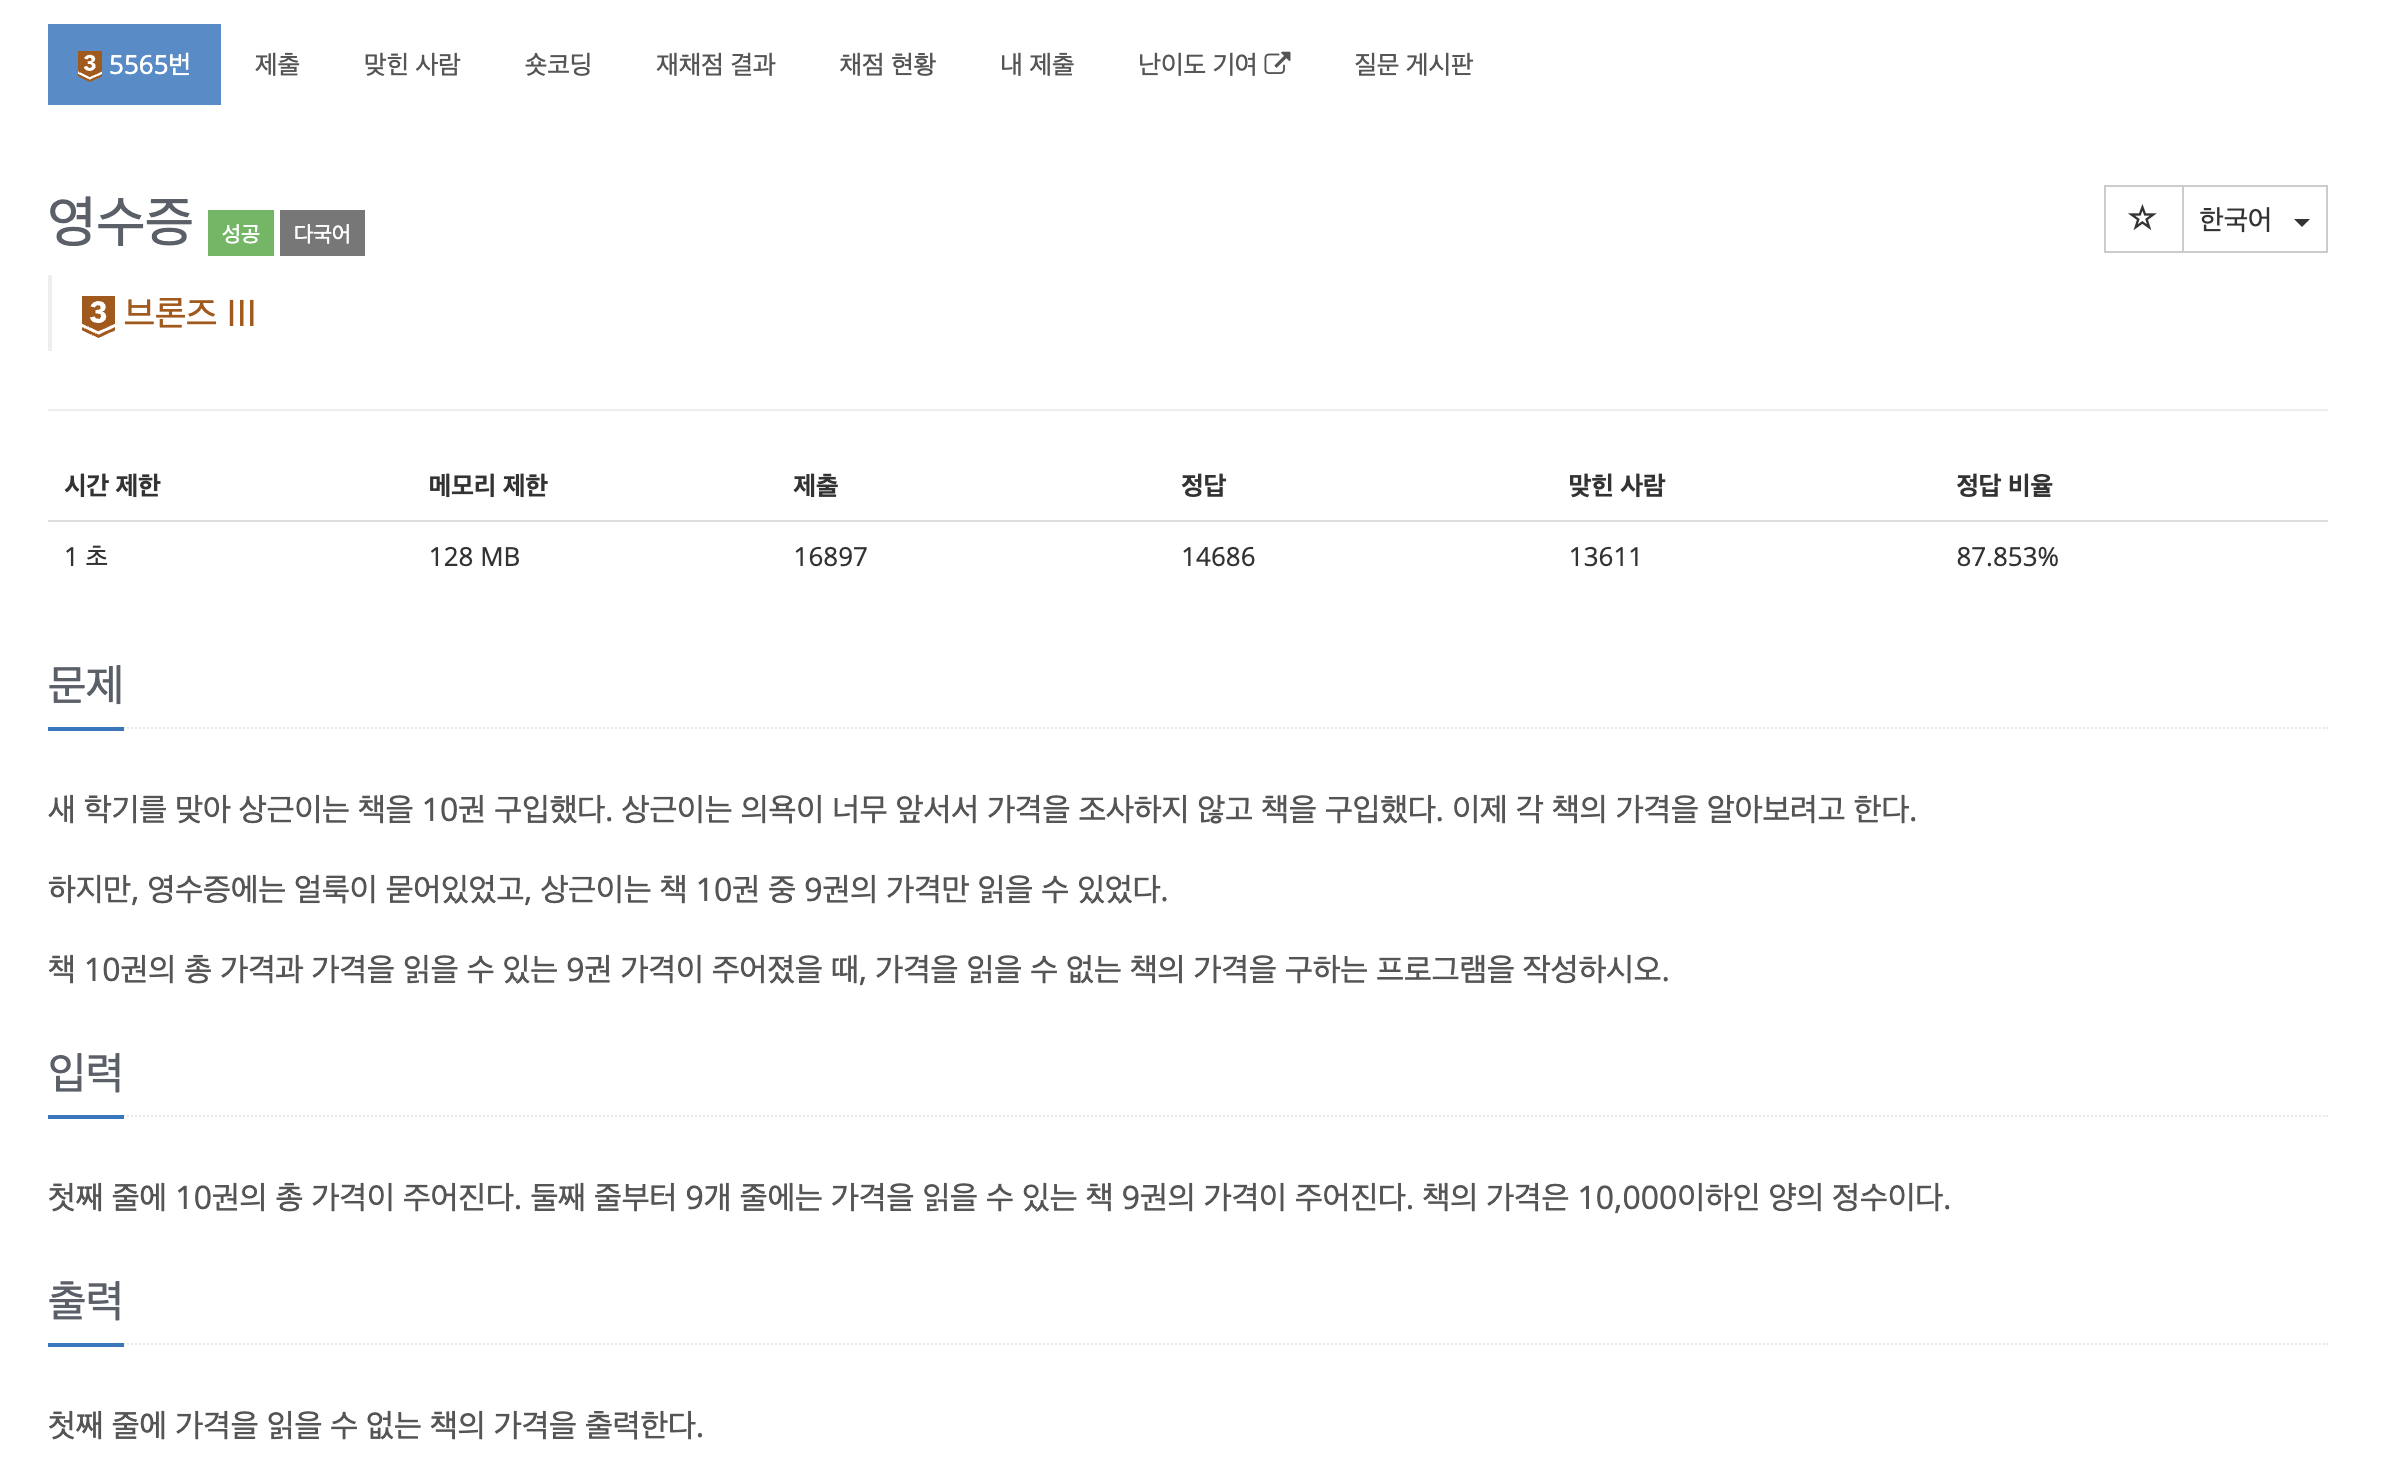 3 5565번 제출 맞힌 사람 숏코딩 재채점 결과 채점 현황 내 제출 난이도 기여 질문 게시판
영수증 성공 다국어 ☆ 한국어
3 브론즈 III
시간 제한 메모리 제한 제출 정답 맞힌 사람 정답 비율
1 초 128 MB 16897 14686 13611 87.853%
문제
새 학기를 맞아 상근이는 책을 10권 구입했다. 상근이는 의욕이 너무 앞서서 가격을 조사하지 않고 책을 구입했다. 이제 각 책의 가격을 알아보려고 한다.
하지만, 영수증에는 얼룩이 묻어있었고, 상근이는 책 10권 중 9권의 가격만 읽을 수 있었다.
책 10권의 총 가격과 가격을 읽을 수 있는 9권 가격이 주어졌을 때, 가격을 읽을 수 없는 책의 가격을 구하는 프로그램을 작성하시오.
입력
첫째 줄에 10권의 총 가격이 주어진다. 둘째 줄부터 9개 줄에는 가격을 읽을 수 있는 책 9권의 가격이 주어진다. 책의 가격은 10,000이하인 양의 정수이다.
출력
첫째 줄에 가격을 읽을 수 없는 책의 가격을 출력한다.